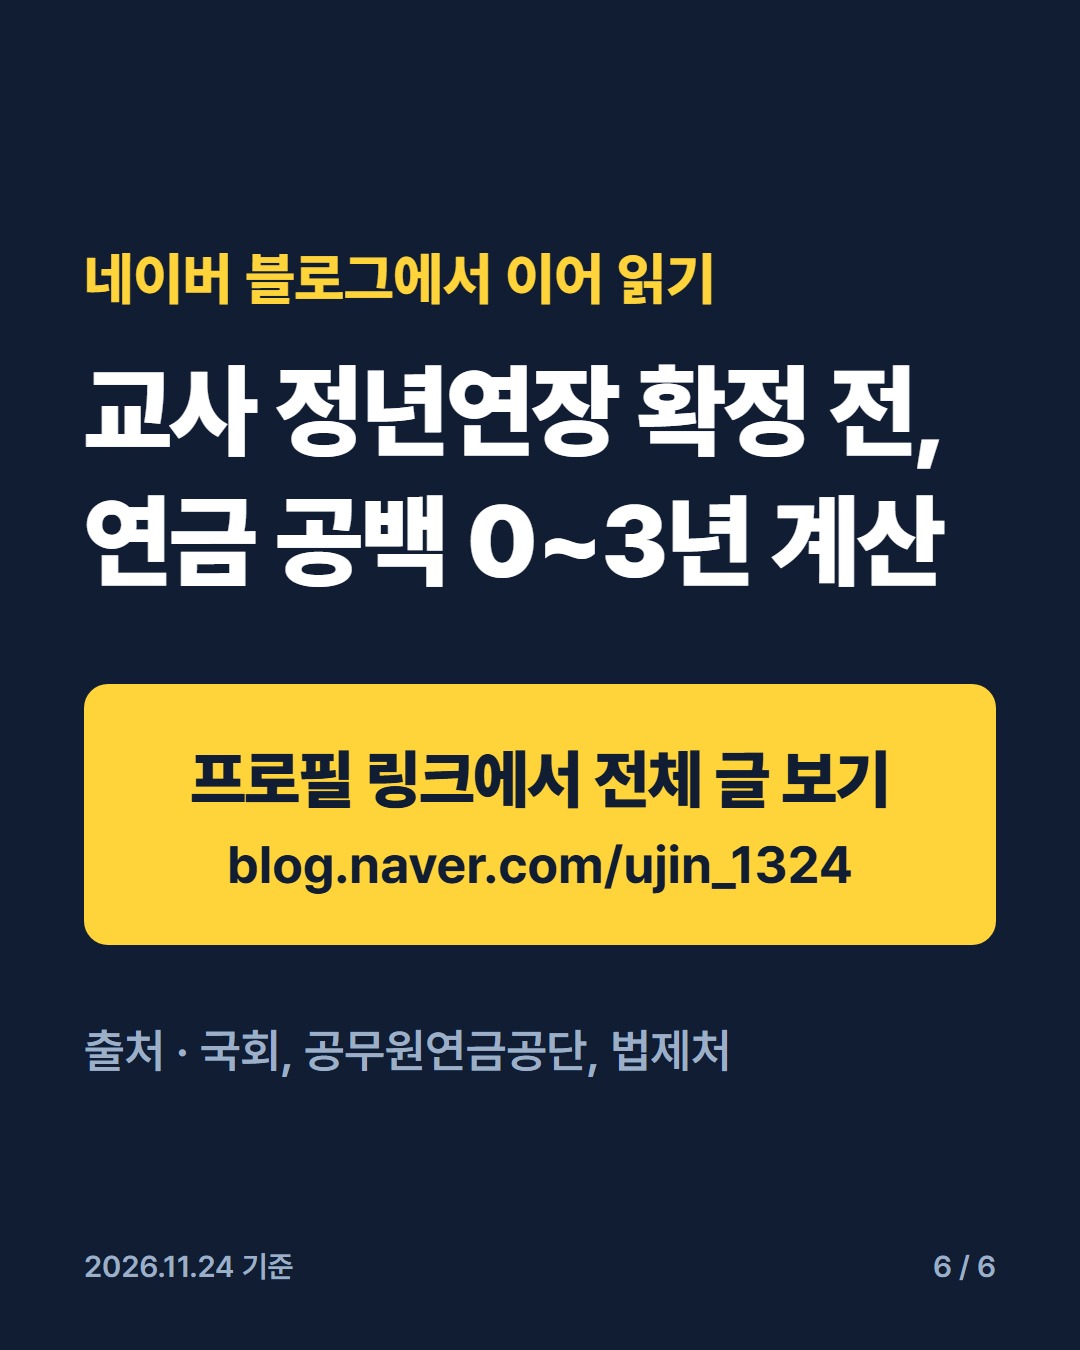 네이버 블로그에서 이어 읽기
교사 정년연장 확정 전,
연금 공백 0~3년 계산
프로필 링크에서 전체 글 보기
blog.naver.com/ujin_1324
출처 · 국회, 공무원연금공단, 법제처
2026.11.24 기준
6 / 6